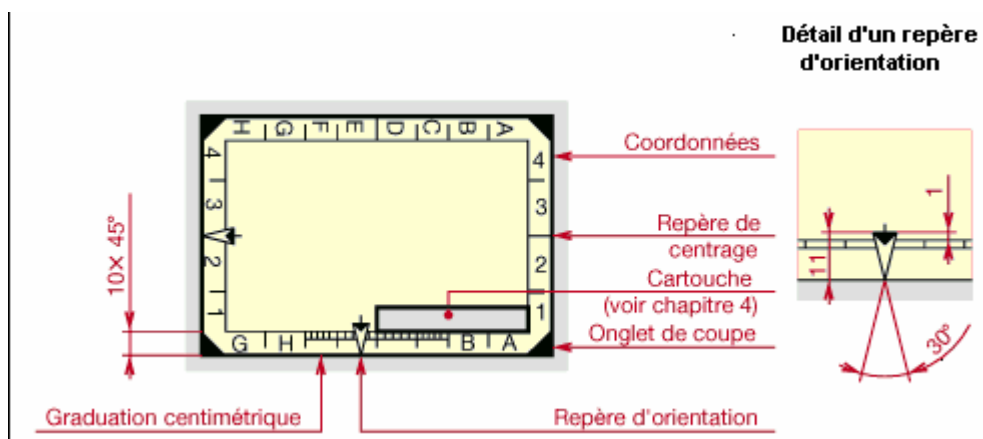 Détail d'un repère
d'orientation
H G F E D C B A
Coordonnées
4 4
3 3
Repère de
centrage
2 2
Cartouche
(voir chapitre 4)
1 1
Onglet de coupe
G H B A
10× 45°
Graduation centimétrique
Repère d'orientation
1
11
30°